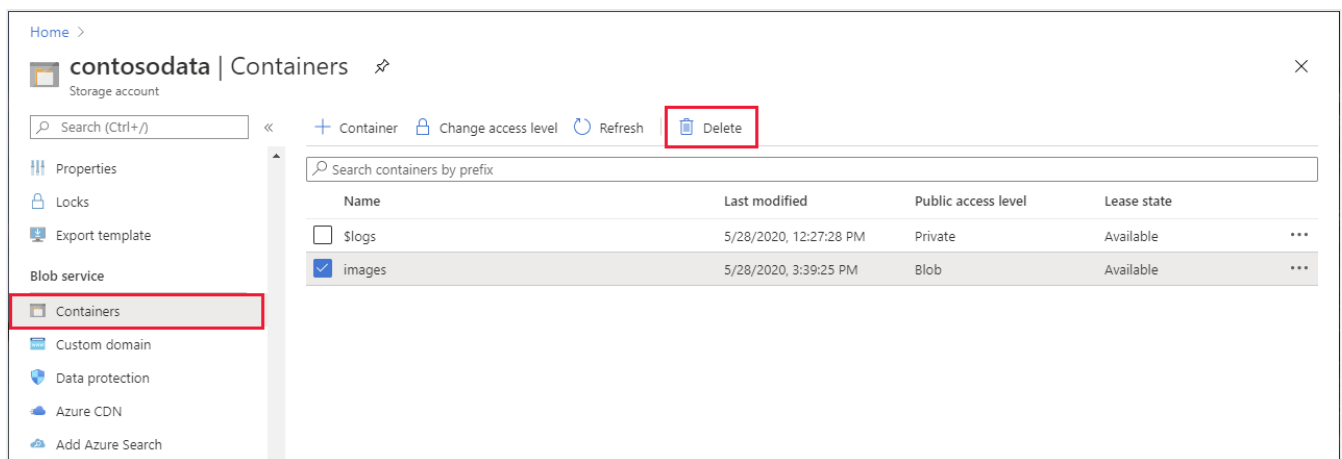 Home >
contosodata | Containers
Storage account
Search (Ctrl+/) «
+ Container Change access level Refresh Delete
Properties
Search containers by prefix
Locks
Name Last modified Public access level Lease state
Export template
$logs 5/28/2020, 12:27:28 PM Private Available ...
Blob service
images 5/28/2020, 3:39:25 PM Blob Available ...
Containers
Custom domain
Data protection
Azure CDN
Add Azure Search